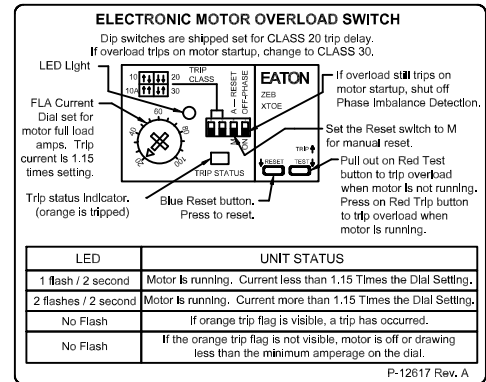 ELECTRONIC MOTOR OVERLOAD SWITCH
Dip switches are shipped set for CLASS 20 trip delay.
If overload trips on motor startup, change to CLASS 30.
LED Light
FLA Current
Dial set for
motor full load
amps. Trip
current is 1.15
times setting.
Trip status indicator.
(orange is tripped)
10
10A
20
30
TRIP
CLASS
20
40
60
80
100
A — RESET
OFF-PHASE
M
ON
TRIP STATUS
EATON
ZEB
XTOE
TRIP
RESET
TEST
Blue Reset button.
Press to reset.
If overload still trips on
motor startup, shut off
Phase Imbalance Detection.
Set the Reset switch to M
for manual reset.
Pull out on Red Test
button to trip overload
when motor is not running.
Press on Red Trip button
to trip overload when
motor is running.
LED UNIT STATUS
1 flash / 2 second Motor is running. Current less than 1.15 Times the Dial Setting.
2 flashes / 2 second Motor is running. Current more than 1.15 Times the Dial Setting.
No Flash If orange trip flag is visible, a trip has occurred.
No Flash If the orange trip flag is not visible, motor is off or drawing
less than the minimum amperage on the dial.
P-12617 Rev. A